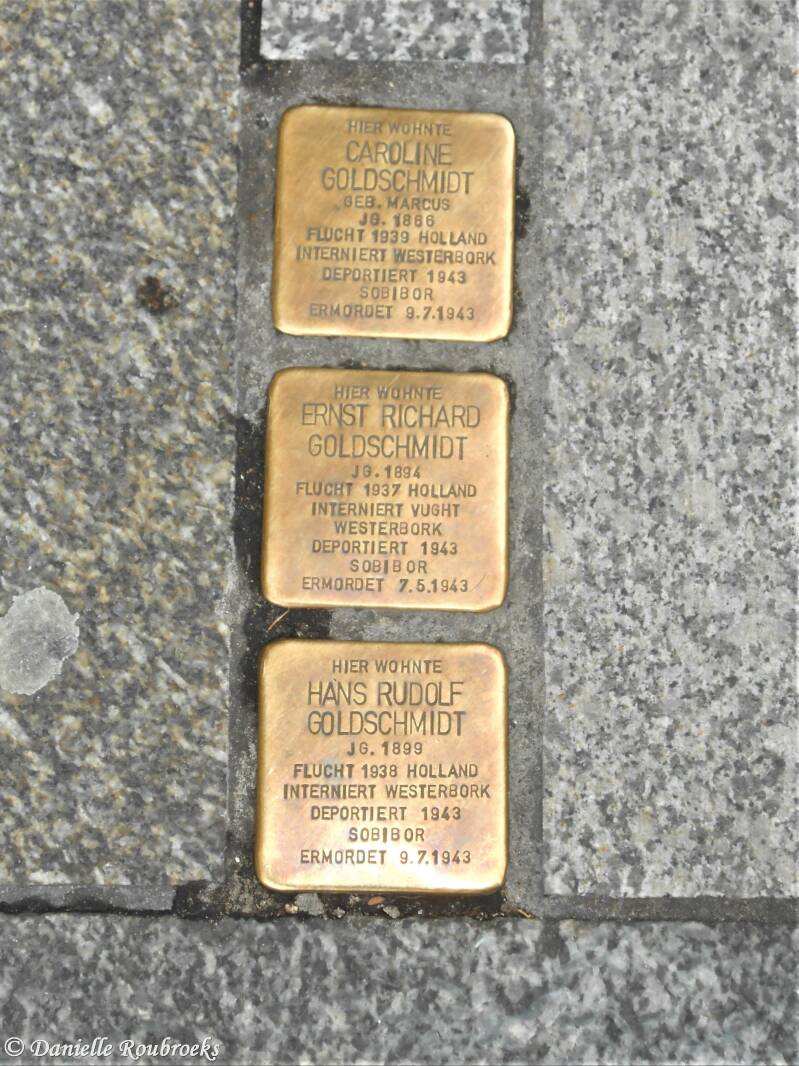 HIER WOHNTE
CAROLINE
GOLDSCHMIDT
GEB. MARCUS
JG. 1866
FLUCHT 1939 HOLLAND
INTERNIERT WESTERBORK
DEPORTIERT 1943
SOBIBOR
ERMORDET 9.7.1943
HIER WOHNTE
ERNST RICHARD
GOLDSCHMIDT
JG. 1894
FLUCHT 1937 HOLLAND
INTERNIERT VUGHT
WESTERBORK
DEPORTIERT 1943
SOBIBOR
ERMORDET 7.5.1943
HIER WOHNTE
HANS RUDOLF
GOLDSCHMIDT
JG. 1899
FLUCHT 1938 HOLLAND
INTERNIERT WESTERBORK
DEPORTIERT 1943
SOBIBOR
ERMORDET 9.7.1943
© Danielle Roubroeks